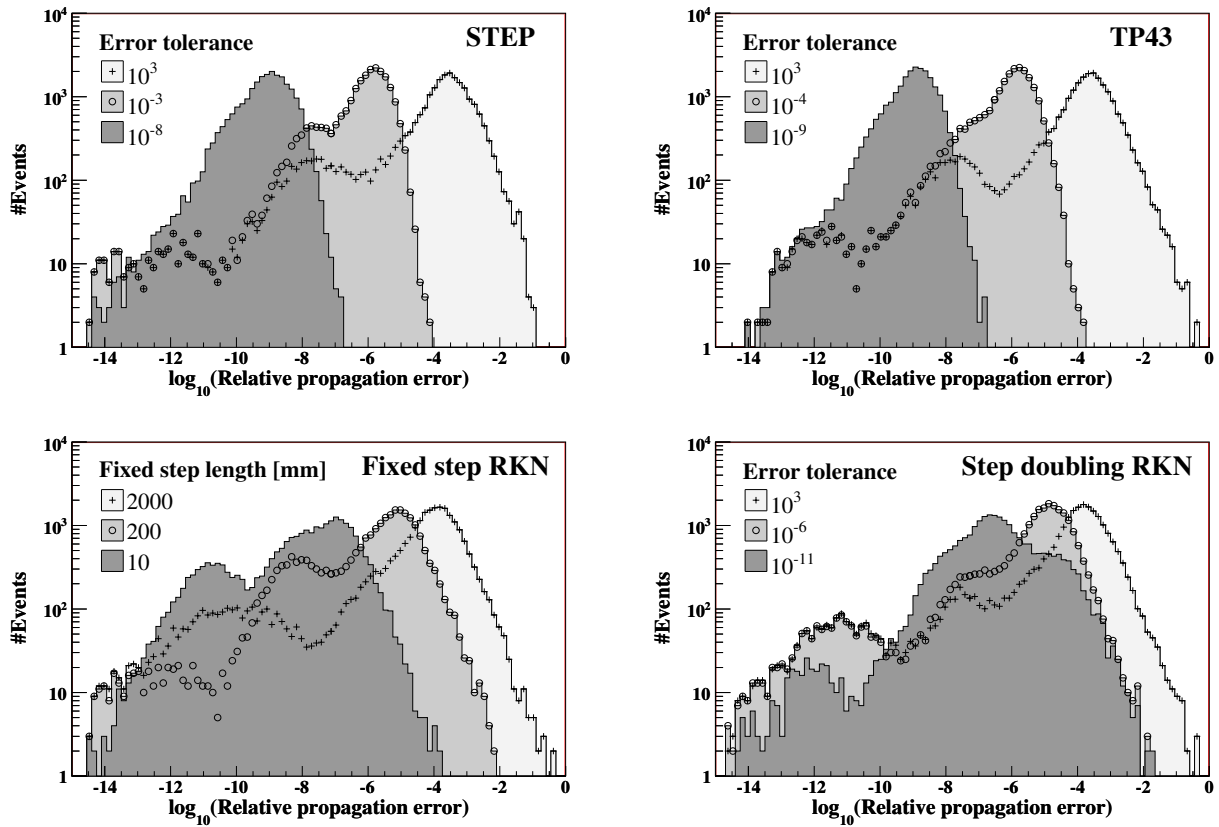 STEP
Error tolerance
10^3
10^-3
10^-8
#Events
10^4
10^3
10^2
10
1
-14 -12 -10 -8 -6 -4 -2 0
log10(Relative propagation error)
TP43
Error tolerance
10^3
10^-4
10^-9
#Events
10^4
10^3
10^2
10
1
-14 -12 -10 -8 -6 -4 -2 0
log10(Relative propagation error)
Fixed step RKN
Fixed step length [mm]
2000
200
10
#Events
10^4
10^3
10^2
10
1
-14 -12 -10 -8 -6 -4 -2 0
log10(Relative propagation error)
Step doubling RKN
Error tolerance
10^3
10^-6
10^-11
#Events
10^4
10^3
10^2
10
1
-14 -12 -10 -8 -6 -4 -2 0
log10(Relative propagation error)